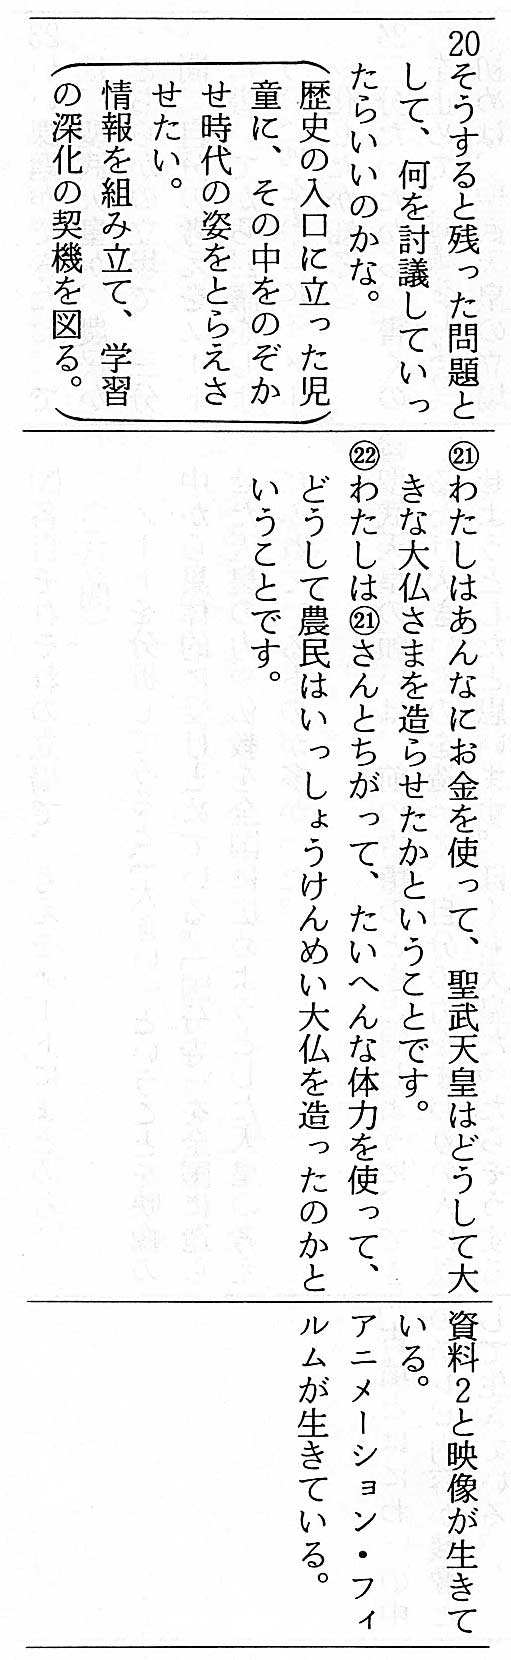 20そうすると残った問題と
して、何を討議していっ
たらいいのかな。
歴史の入口に立った児
童に、その中をのぞか
せ時代の姿をとらえさ
せたい。
情報を組み立て、学習
の深化の契機を図る。
㉑わたしはあんなにお金を使って、聖武天皇はどうして大
きな大仏さまを造らせたかということです。
㉒わたしは㉑さんとちがって、たいへんな体力を使って、
どうして農民はいっしょうけんめい大仏を造ったのかと
いうことです。
資料2と映像が生きて
いる。
アニメーション・フィ
ルムが生きている。